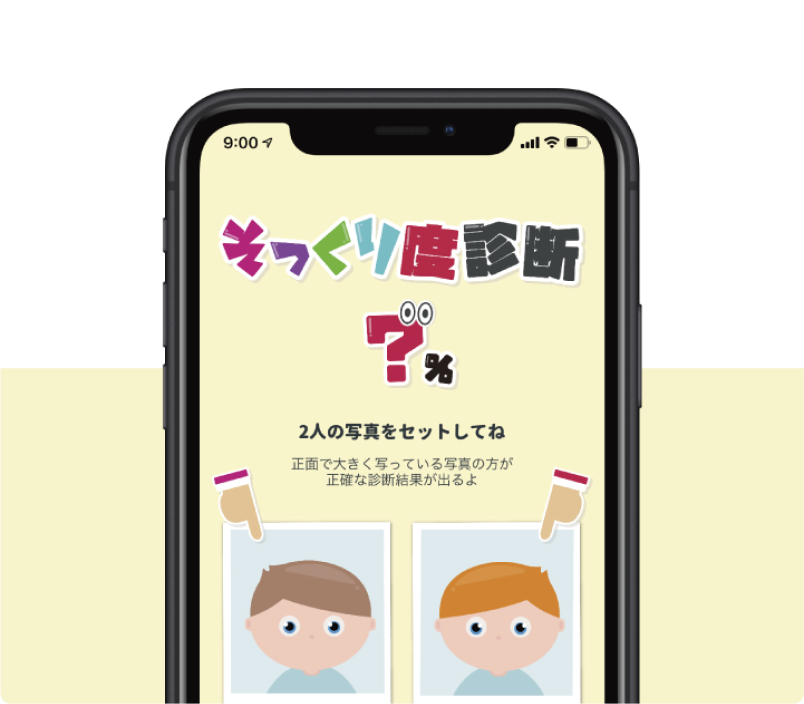 9:00
そっくり度診断
?%
2人の写真をセットしてね
正面で大きく写っている写真の方が
正確な診断結果が出るよ